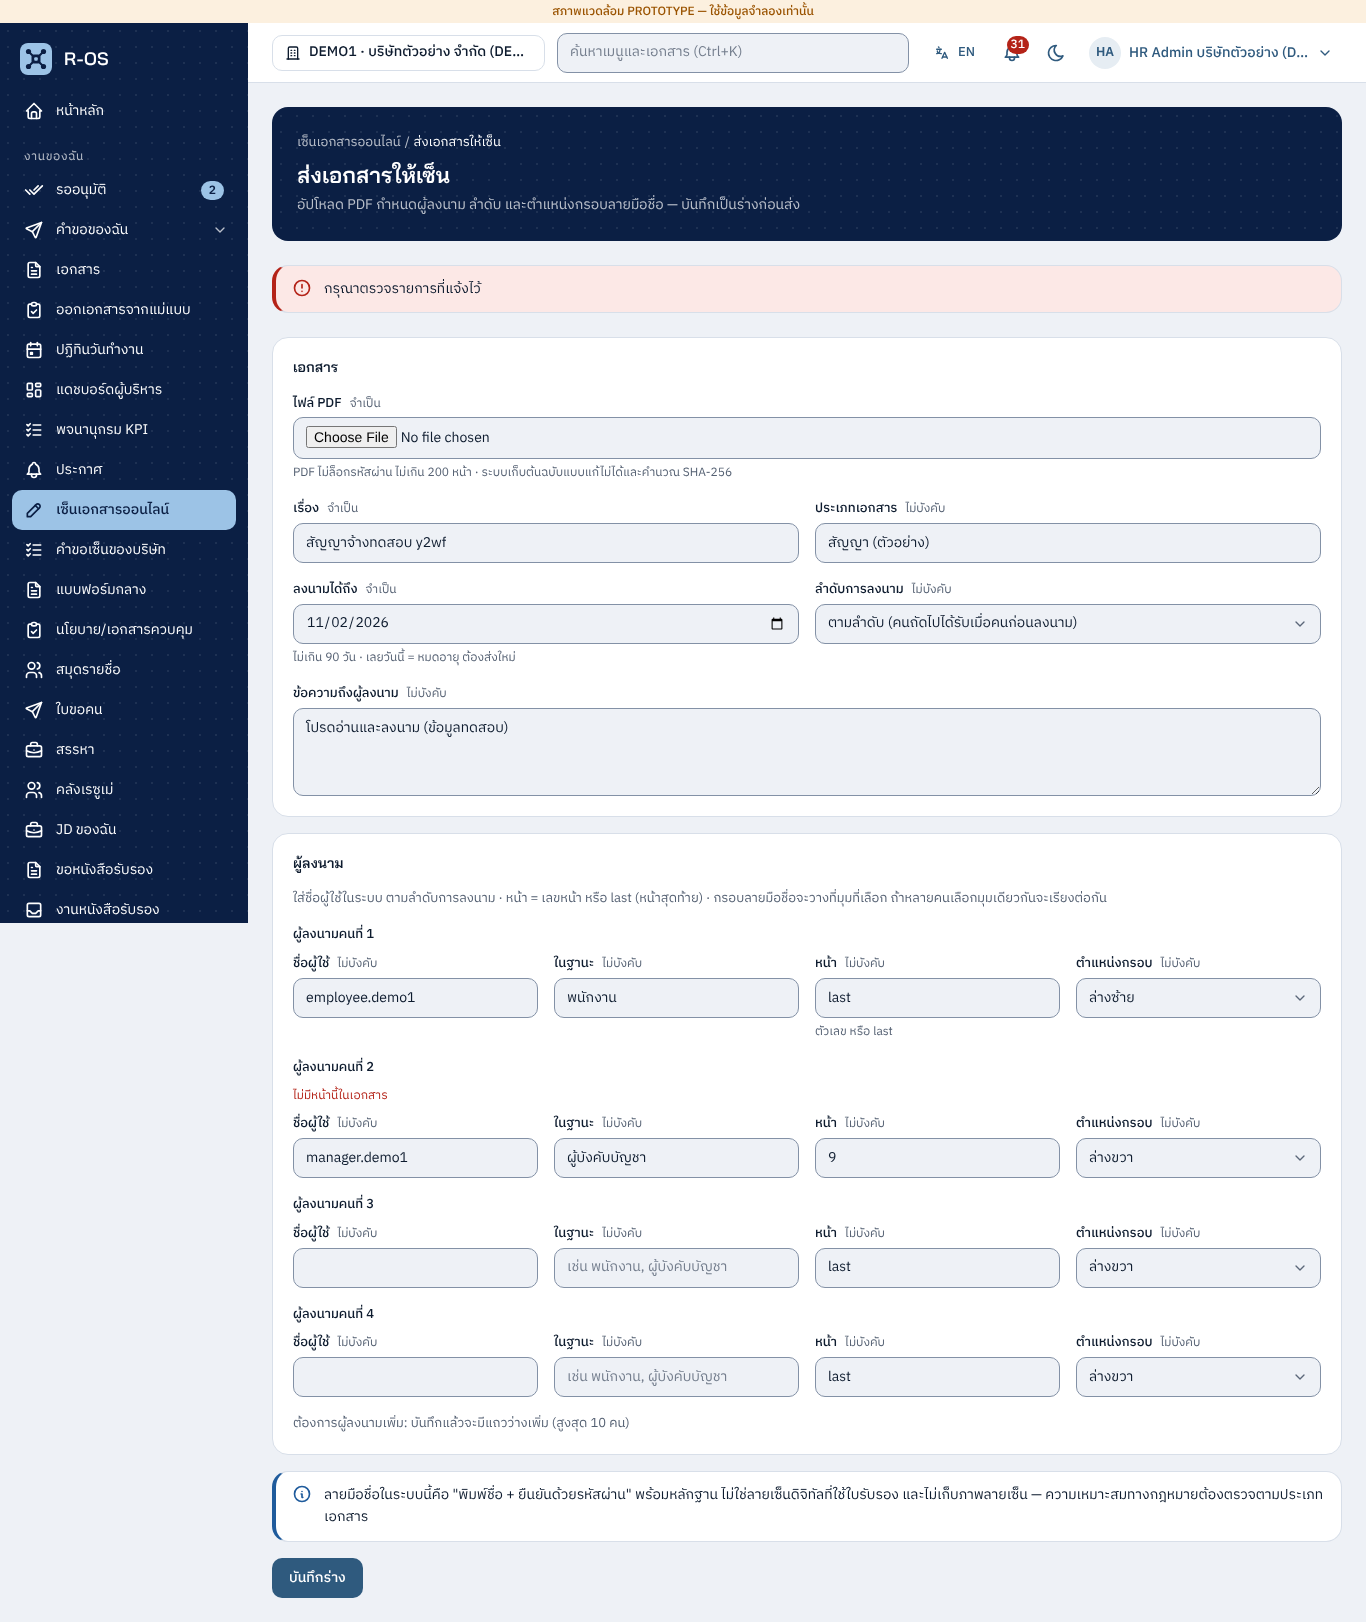 สภาพแวดล้อม PROTOTYPE — ใช้ข้อมูลจำลองเท่านั้น
R-OS
DEMO1 · บริษัทตัวอย่าง จำกัด (DE...
ค้นหาเมนูและเอกสาร (Ctrl+K)
EN
31
HA
HR Admin บริษัทตัวอย่าง (D...
หน้าหลัก
งานของฉัน
รออนุมัติ
2
คำขอของฉัน
เอกสาร
ออกเอกสารจากแม่แบบ
ปฏิทินวันทำงาน
แดชบอร์ดผู้บริหาร
พจนานุกรม KPI
ประกาศ
เซ็นเอกสารออนไลน์
คำขอเซ็นของบริษัท
แบบฟอร์มกลาง
นโยบาย/เอกสารควบคุม
สมุดรายชื่อ
ใบขอคน
สรรหา
คลังเรซูเม่
JD ของฉัน
ขอหนังสือรับรอง
งานหนังสือรับรอง
เซ็นเอกสารออนไลน์ / ส่งเอกสารให้เซ็น
ส่งเอกสารให้เซ็น
อัปโหลด PDF กำหนดผู้ลงนาม ลำดับ และตำแหน่งกรอบลายมือชื่อ — บันทึกเป็นร่างก่อนส่ง
กรุณาตรวจรายการที่แจ้งไว้
เอกสาร
ไฟล์ PDF จำเป็น
Choose File No file chosen
PDF ไม่ล็อกรหัสผ่าน ไม่เกิน 200 หน้า · ระบบเก็บต้นฉบับแบบแก้ไม่ได้และคำนวณ SHA-256
เรื่อง จำเป็น
ประเภทเอกสาร ไม่บังคับ
สัญญาจ้างทดสอบ y2wf
สัญญา (ตัวอย่าง)
ลงนามได้ถึง จำเป็น
ลำดับการลงนาม ไม่บังคับ
11/02/2026
ตามลำดับ (คนถัดไปได้รับเมื่อคนก่อนลงนาม)
ไม่เกิน 90 วัน · เลยวันนี้ = หมดอายุ ต้องส่งใหม่
ข้อความถึงผู้ลงนาม ไม่บังคับ
โปรดอ่านและลงนาม (ข้อมูลทดสอบ)
ผู้ลงนาม
ใส่ชื่อผู้ใช้ในระบบ ตามลำดับการลงนาม · หน้า = เลขหน้า หรือ last (หน้าสุดท้าย) · กรอบลายมือชื่อจะวางที่มุมที่เลือก ถ้าหลายคนเลือกมุมเดียวกันจะเรียงต่อกัน
ผู้ลงนามคนที่ 1
ชื่อผู้ใช้ ไม่บังคับ
ในฐานะ ไม่บังคับ
หน้า ไม่บังคับ
ตำแหน่งกรอบ ไม่บังคับ
employee.demo1
พนักงาน
last
ล่างซ้าย
ตัวเลข หรือ last
ผู้ลงนามคนที่ 2
ไม่มีหน้านี้ในเอกสาร
ชื่อผู้ใช้ ไม่บังคับ
ในฐานะ ไม่บังคับ
หน้า ไม่บังคับ
ตำแหน่งกรอบ ไม่บังคับ
manager.demo1
ผู้บังคับบัญชา
9
ล่างขวา
ผู้ลงนามคนที่ 3
ชื่อผู้ใช้ ไม่บังคับ
ในฐานะ ไม่บังคับ
หน้า ไม่บังคับ
ตำแหน่งกรอบ ไม่บังคับ
เช่น พนักงาน, ผู้บังคับบัญชา
last
ล่างขวา
ผู้ลงนามคนที่ 4
ชื่อผู้ใช้ ไม่บังคับ
ในฐานะ ไม่บังคับ
หน้า ไม่บังคับ
ตำแหน่งกรอบ ไม่บังคับ
เช่น พนักงาน, ผู้บังคับบัญชา
last
ล่างขวา
ต้องการผู้ลงนามเพิ่ม: บันทึกแล้วจะมีแถวว่างเพิ่ม (สูงสุด 10 คน)
ลายมือชื่อในระบบนี้คือ "พิมพ์ชื่อ + ยืนยันด้วยรหัสผ่าน" พร้อมหลักฐาน ไม่ใช่ลายเซ็นดิจิทัลที่ใช้ใบรับรอง และไม่เก็บภาพลายเซ็น — ความเหมาะสมทางกฎหมายต้องตรวจตามประเภท
เอกสาร
บันทึกร่าง